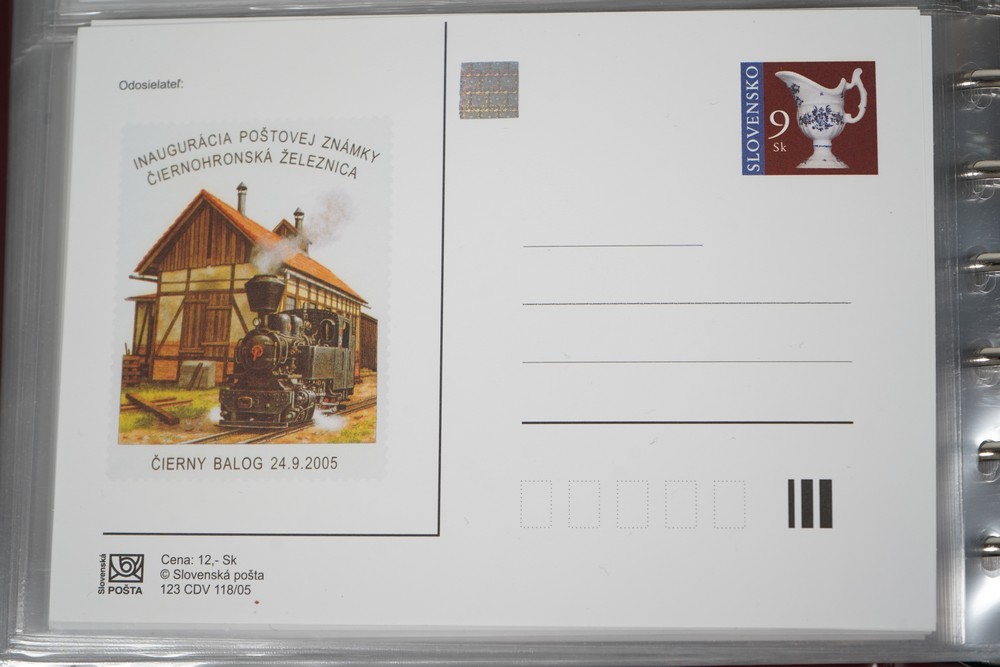 Odosielateľ:
INAUGURÁCIA POŠTOVEJ ZNÁMKY
ČIERNOHRONSKÁ ŽELEZNICA
ČIERNY BALOG 24.9.2005
Slovenská
POŠTA
Cena: 12,- Sk
© Slovenská pošta
123 CDV 118/05
SLOVENSKO
9
Sk